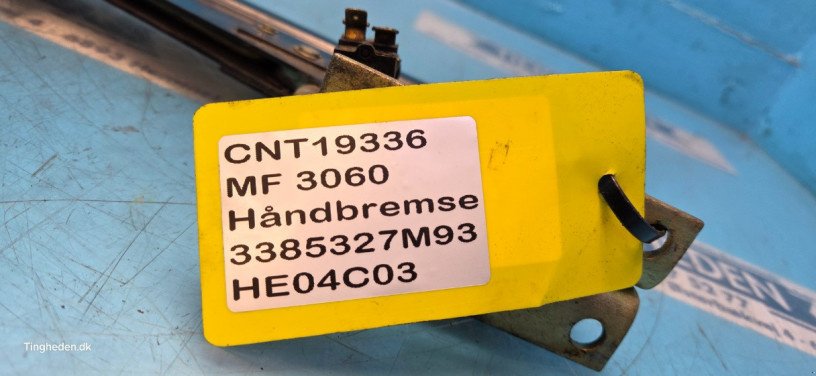 CNT19336
MF 3060
Håndbremse
3385327M93
HE04C03
Tingheden.dk